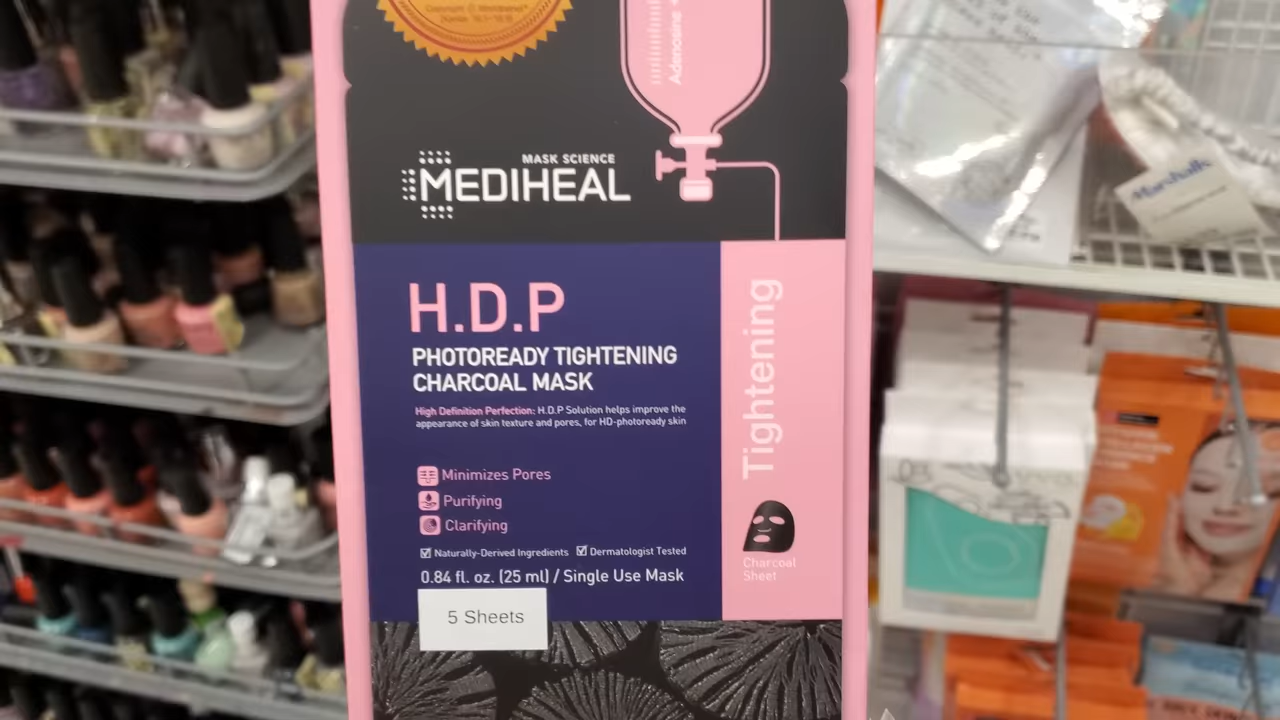 Adenosine
MASK SCIENCE
MEDIHEAL
H.D.P
PHOTOREADY TIGHTENING
CHARCOAL MASK
High Definition Perfection: H.D.P Solution helps improve the
appearance of skin texture and pores, for HD-photoready skin
Minimizes Pores
Purifying
Clarifying
Naturally-Derived Ingredients
Dermatologist Tested
0.84 fl. oz. (25 ml) / Single Use Mask
5 Sheets
Tightening
Charcoal
Sheet
Marshalls